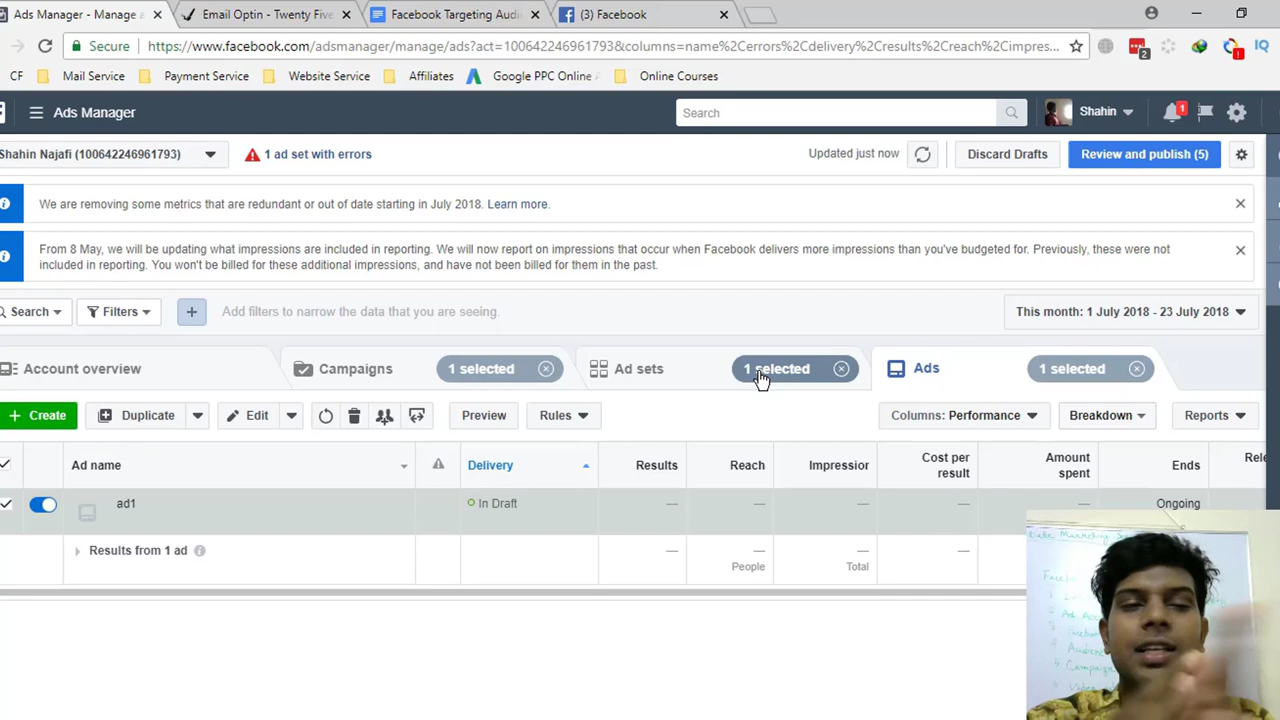 Ads Manager - Manage a
Email Optin - Twenty Five
Facebook Targeting Audi
(3) Facebook
Secure
https://www.facebook.com/adsmanager/manage/ads?act=100642246961793&columns=name%2Cerrors%2Cdelivery%2Cresults%2Creach%2Cimpres...
2
IQ
CF
Mail Service
Payment Service
Website Service
Affiliates
Google PPC Online A
Online Courses
Ads Manager
Search
Shahin
1
Shahin Najafi (100642246961793)
1 ad set with errors
Updated just now
Discard Drafts
Review and publish (5)
We are removing some metrics that are redundant or out of date starting in July 2018. Learn more.
From 8 May, we will be updating what impressions are included in reporting. We will now report on impressions that occur when Facebook delivers more impressions than you've budgeted for. Previously, these were not
included in reporting. You won't be billed for these additional impressions, and have not been billed for them in the past.
Search
Filters
Add filters to narrow the data that you are seeing.
This month: 1 July 2018 - 23 July 2018
Account overview
Campaigns
1 selected
Ad sets
1 selected
Ads
1 selected
+ Create
Duplicate
Edit
Preview
Rules
Columns: Performance
Breakdown
Reports
Ad name
Delivery
Results
Reach
Impression
Cost per
result
Amount
spent
Ends
Rele
ad1
In Draft
—
—
—
—
—
Ongoing
Results from 1 ad
—
—
—
—
People
Total